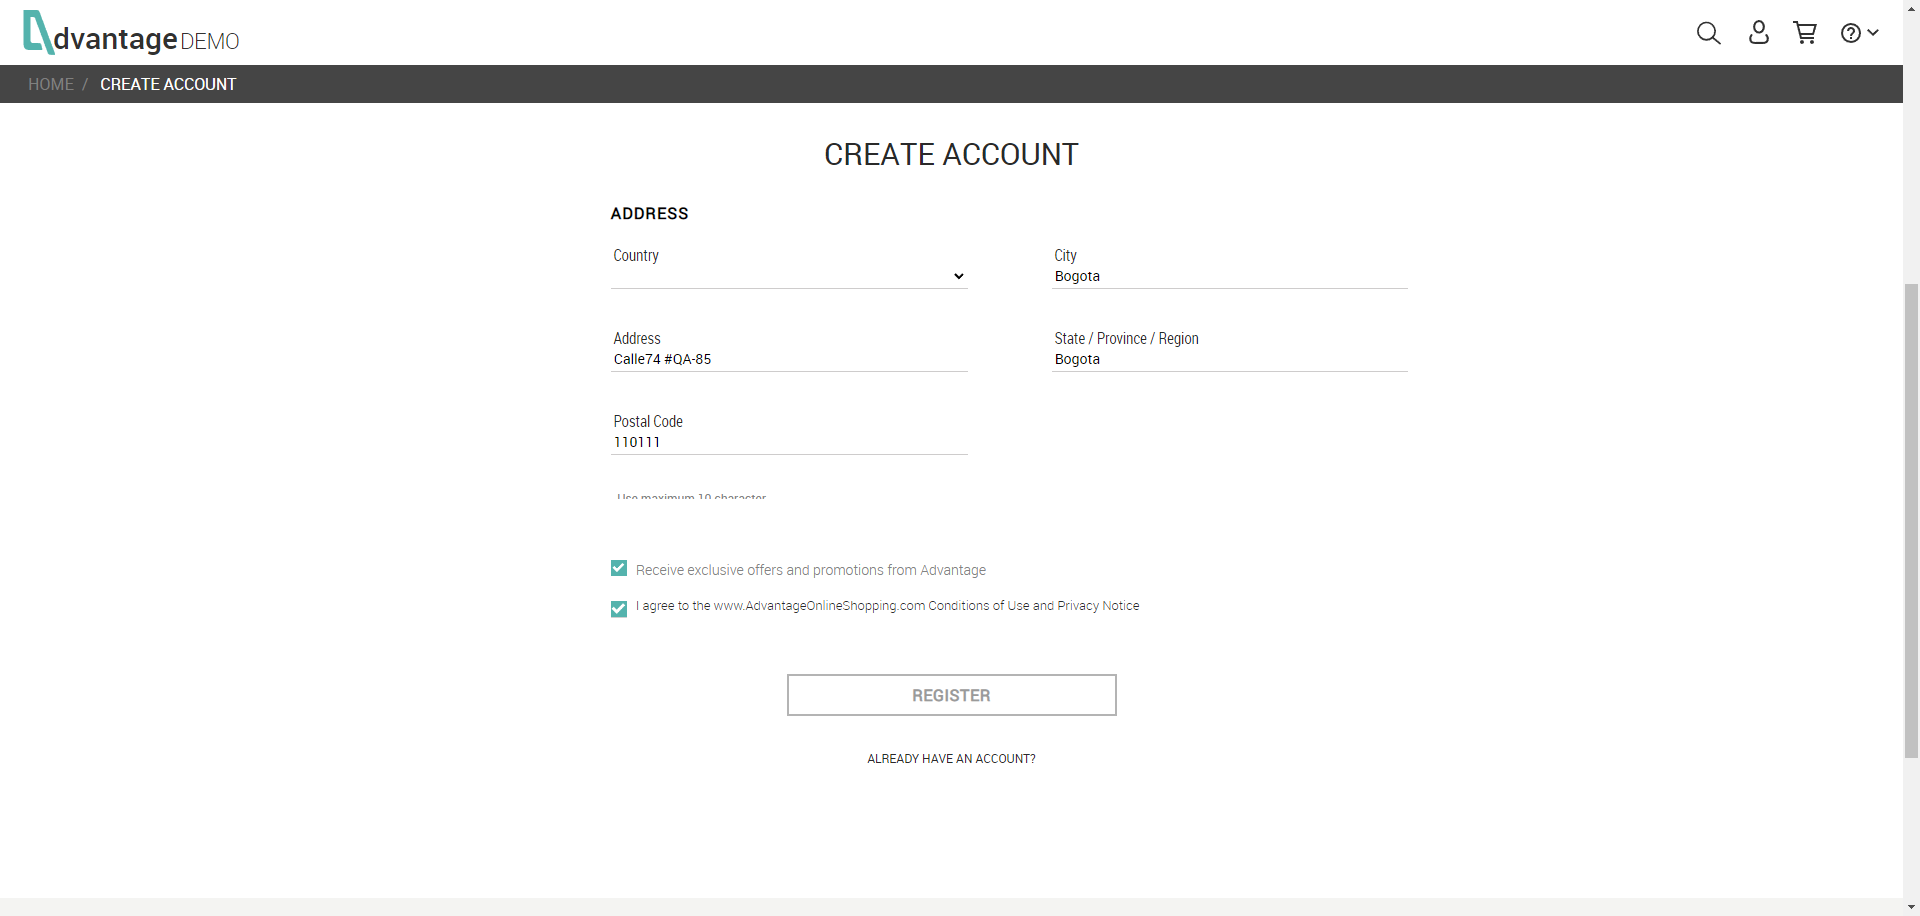 dvantage DEMO
HOME / CREATE ACCOUNT
CREATE ACCOUNT
ADDRESS
Country
City
Bogota
Address
Calle74 #QA-85
State / Province / Region
Bogota
Postal Code
110111
Use maximum 10 character
Receive exclusive offers and promotions from Advantage
I agree to the www.AdvantageOnlineShopping.com Conditions of Use and Privacy Notice
REGISTER
ALREADY HAVE AN ACCOUNT?